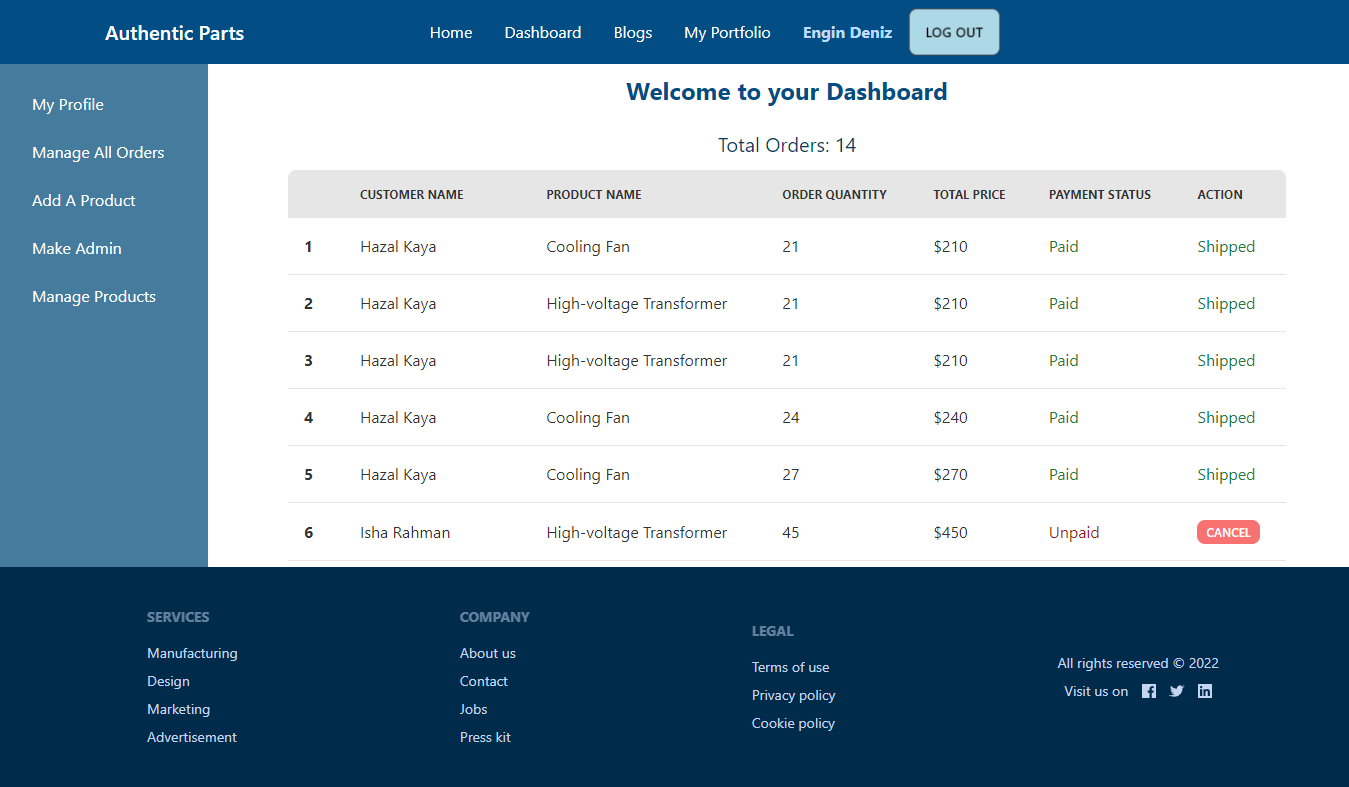 Authentic Parts Home Dashboard Blogs My Portfolio Engin Deniz LOG OUT
My Profile
Manage All Orders
Add A Product
Make Admin
Manage Products
Welcome to your Dashboard
Total Orders: 14
CUSTOMER NAME PRODUCT NAME ORDER QUANTITY TOTAL PRICE PAYMENT STATUS ACTION
1 Hazal Kaya Cooling Fan 21 $210 Paid Shipped
2 Hazal Kaya High-voltage Transformer 21 $210 Paid Shipped
3 Hazal Kaya High-voltage Transformer 21 $210 Paid Shipped
4 Hazal Kaya Cooling Fan 24 $240 Paid Shipped
5 Hazal Kaya Cooling Fan 27 $270 Paid Shipped
6 Isha Rahman High-voltage Transformer 45 $450 Unpaid CANCEL
SERVICES
Manufacturing
Design
Marketing
Advertisement
COMPANY
About us
Contact
Jobs
Press kit
LEGAL
Terms of use
Privacy policy
Cookie policy
All rights reserved © 2022
Visit us on